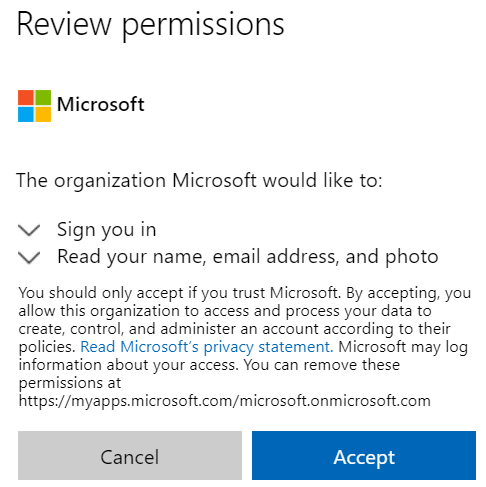 Review permissions
Microsoft
The organization Microsoft would like to:
Sign you in
Read your name, email address, and photo
You should only accept if you trust Microsoft. By accepting, you
allow this organization to access and process your data to
create, control, and administer an account according to their
policies. Read Microsoft's privacy statement. Microsoft may log
information about your access. You can remove these
permissions at
https://myapps.microsoft.com/microsoft.onmicrosoft.com
Cancel
Accept